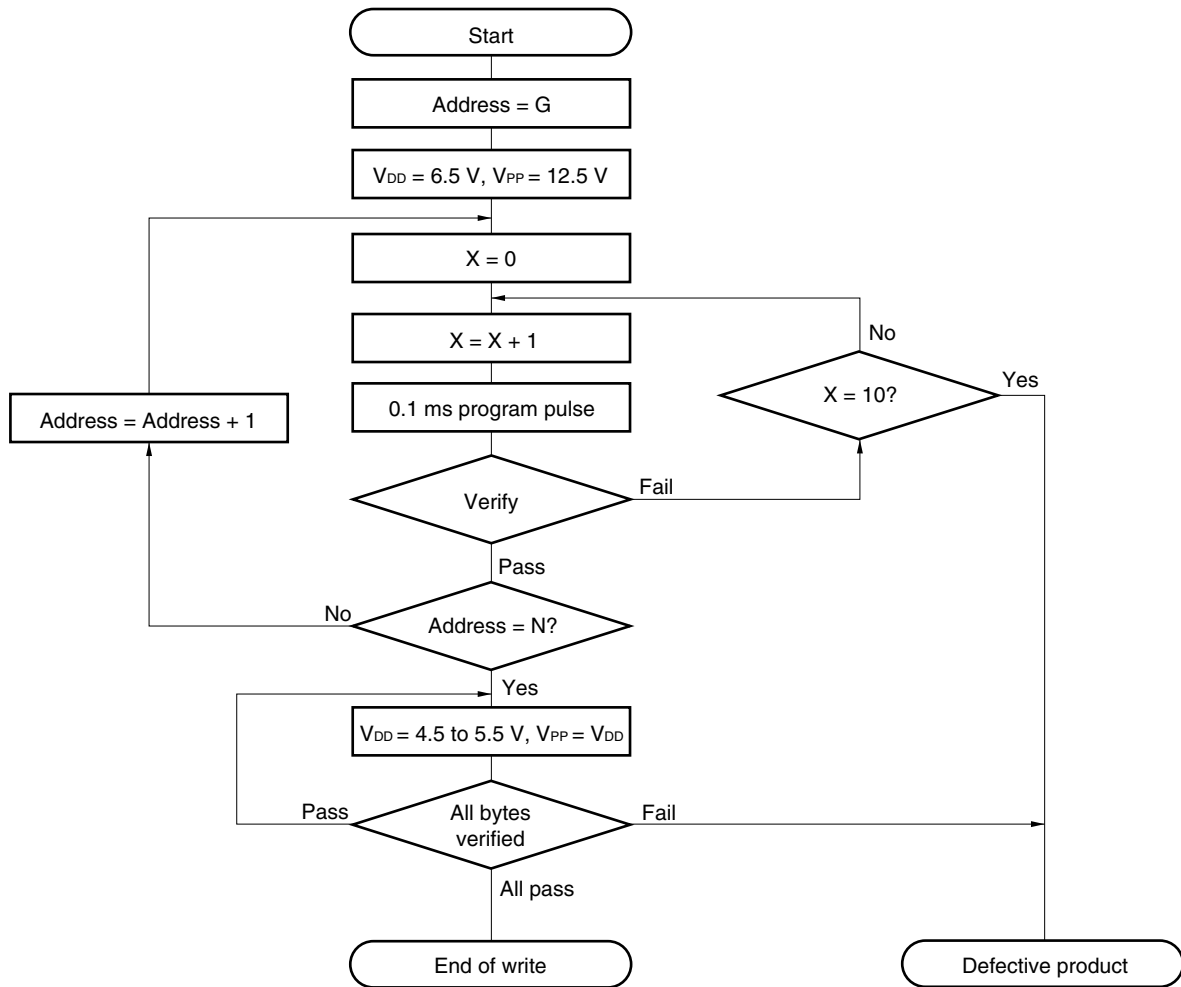 Start
Address = G
VDD = 6.5 V, VPP = 12.5 V
X = 0
X = X + 1
No
X = 10?
Yes
Address = Address + 1
0.1 ms program pulse
Verify
Fail
Pass
No
Address = N?
Yes
VDD = 4.5 to 5.5 V, VPP = VDD
Pass
All bytes
verified
Fail
All pass
End of write
Defective product